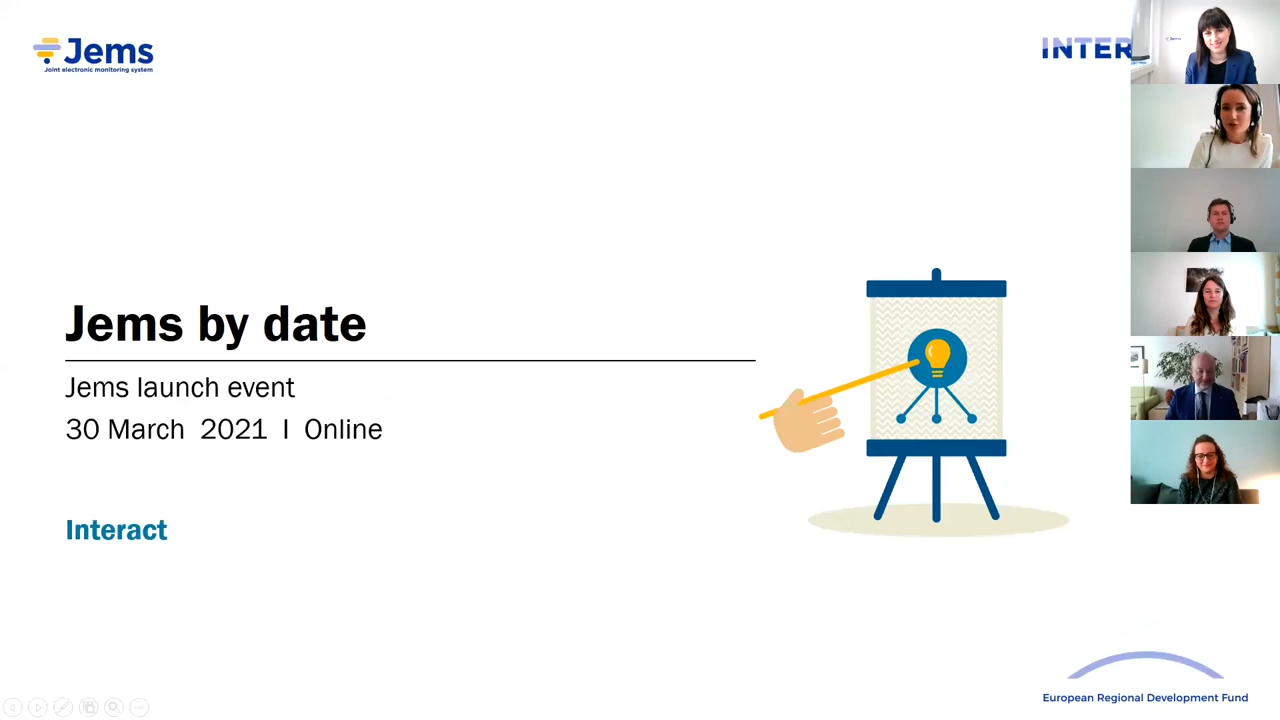 Jems
Joint electronic monitoring system
INTER
Jems
Jems by date
Jems launch event
30 March 2021 I Online
Interact
European Regional Development Fund